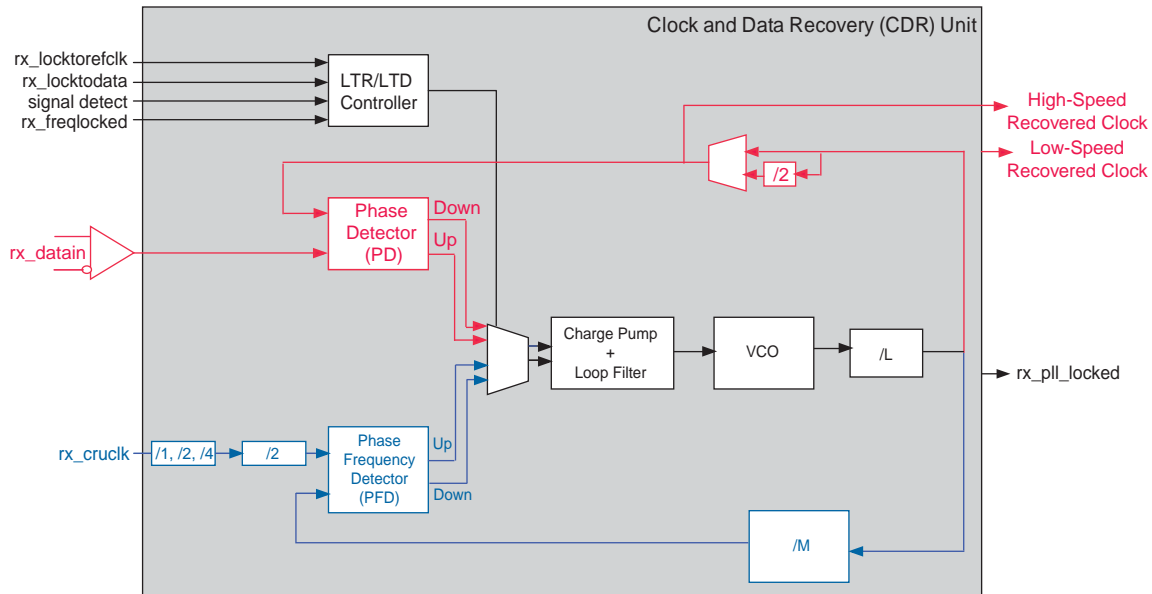 Clock and Data Recovery (CDR) Unit
rx_locktorefclk
rx_locktodata
signal detect
rx_freqlocked
LTR/LTD
Controller
High-Speed
Recovered Clock
Low-Speed
Recovered Clock
/2
rx_datain
Phase
Detector
(PD)
Down
Up
Charge Pump
+
Loop Filter
VCO
/L
rx_pll_locked
rx_cruclk
/1, /2, /4
/2
Phase
Frequency
Detector
(PFD)
Up
Down
/M